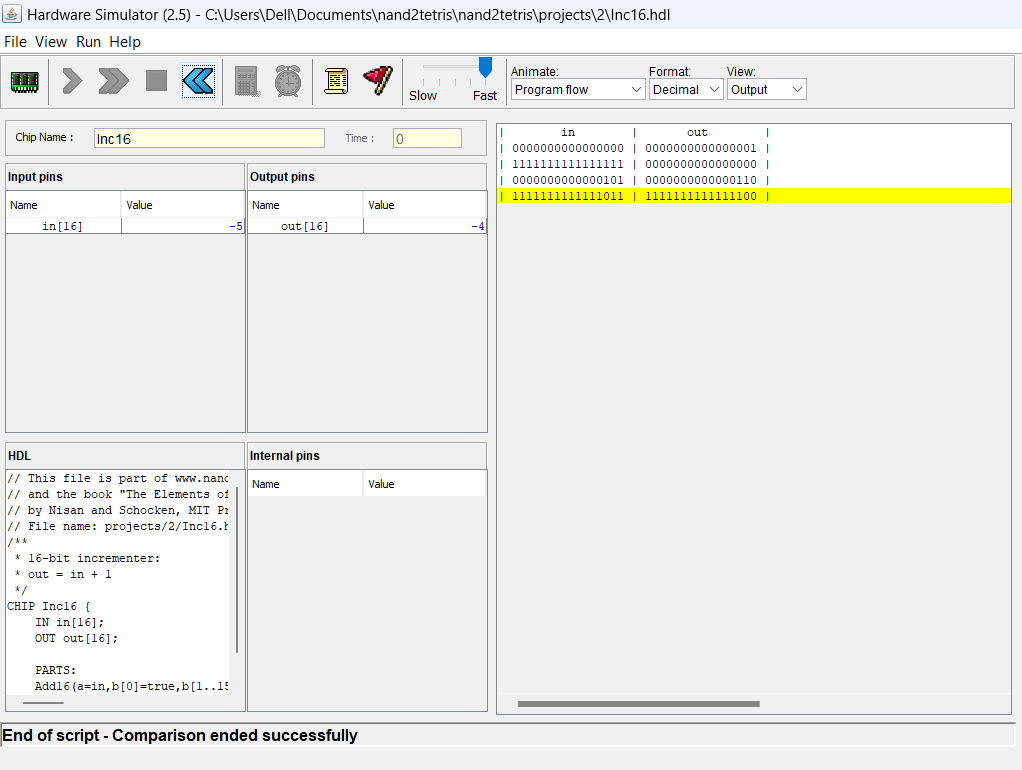 Hardware Simulator (2.5) - C:\Users\Dell\Documents\nand2tetris\nand2tetris\projects\2\Inc16.hdl
File View Run Help
Slow Fast
Animate: Format: View:
Program flow Decimal Output
Chip Name : Inc16 Time : 0
Input pins
Name Value
in[16] -5
Output pins
Name Value
out[16] -4
| in | out |
| 0000000000000000 | 0000000000000001 |
| 1111111111111111 | 0000000000000000 |
| 0000000000000101 | 0000000000000110 |
| 1111111111111011 | 1111111111111100 |
HDL
// This file is part of www.nand
// and the book "The Elements of
// by Nisan and Schocken, MIT Pr
// File name: projects/2/Inc16.h
/**
* 16-bit incrementer:
* out = in + 1
*/
CHIP Inc16 {
IN in[16];
OUT out[16];
PARTS:
Add16(a=in,b[0]=true,b[1..15
Internal pins
Name Value
End of script - Comparison ended successfully